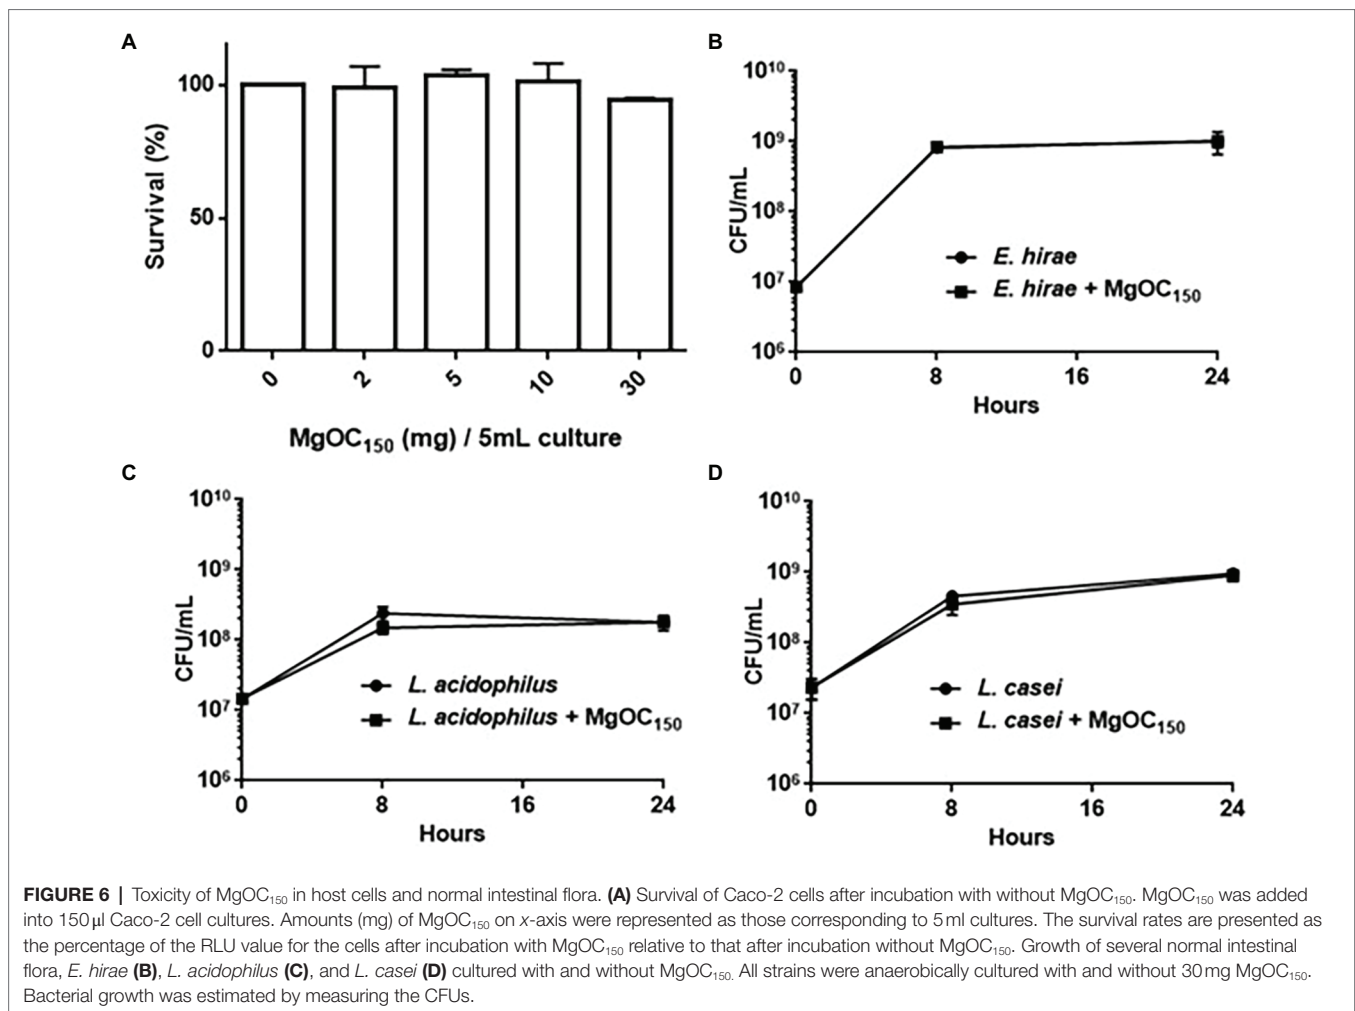 A
Survival (%)
100
50
0
0 2 5 10 30
MgOC₁₅₀ (mg) / 5mL culture
B
CFU/mL
10¹⁰
10⁹
10⁸
10⁷
10⁶
E. hirae
E. hirae + MgOC₁₅₀
0 8 16 24
Hours
C
CFU/mL
10¹⁰
10⁹
10⁸
10⁷
10⁶
L. acidophilus
L. acidophilus + MgOC₁₅₀
0 8 16 24
Hours
D
CFU/mL
10¹⁰
10⁹
10⁸
10⁷
10⁶
L. casei
L. casei + MgOC₁₅₀
0 8 16 24
Hours
FIGURE 6 | Toxicity of MgOC₁₅₀ in host cells and normal intestinal flora. (A) Survival of Caco-2 cells after incubation with without MgOC₁₅₀. MgOC₁₅₀ was added
into 150 µl Caco-2 cell cultures. Amounts (mg) of MgOC₁₅₀ on x-axis were represented as those corresponding to 5 ml cultures. The survival rates are presented as
the percentage of the RLU value for the cells after incubation with MgOC₁₅₀ relative to that after incubation without MgOC₁₅₀. Growth of several normal intestinal
flora, E. hirae (B), L. acidophilus (C), and L. casei (D) cultured with and without MgOC₁₅₀. All strains were anaerobically cultured with and without 30 mg MgOC₁₅₀.
Bacterial growth was estimated by measuring the CFUs.